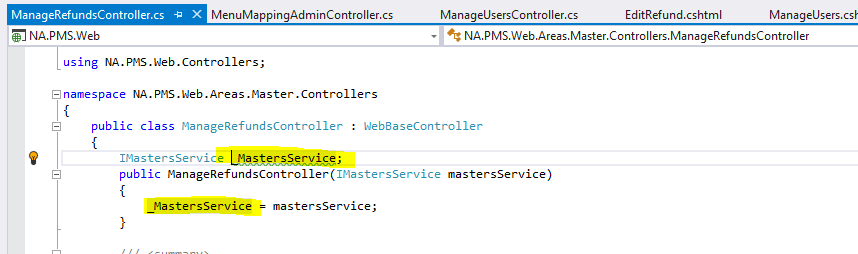 ManageRefundsController.cs MenuMappingAdminController.cs ManageUsersController.cs EditRefund.cshtml ManageUsers.csh
NA.PMS.Web NA.PMS.Web.Areas.Master.Controllers.ManageRefundsController
using NA.PMS.Web.Controllers;
namespace NA.PMS.Web.Areas.Master.Controllers
{
public class ManageRefundsController : WebBaseController
{
IMastersService _MastersService;
public ManageRefundsController(IMastersService mastersService)
{
_MastersService = mastersService;
}
/// <summary>